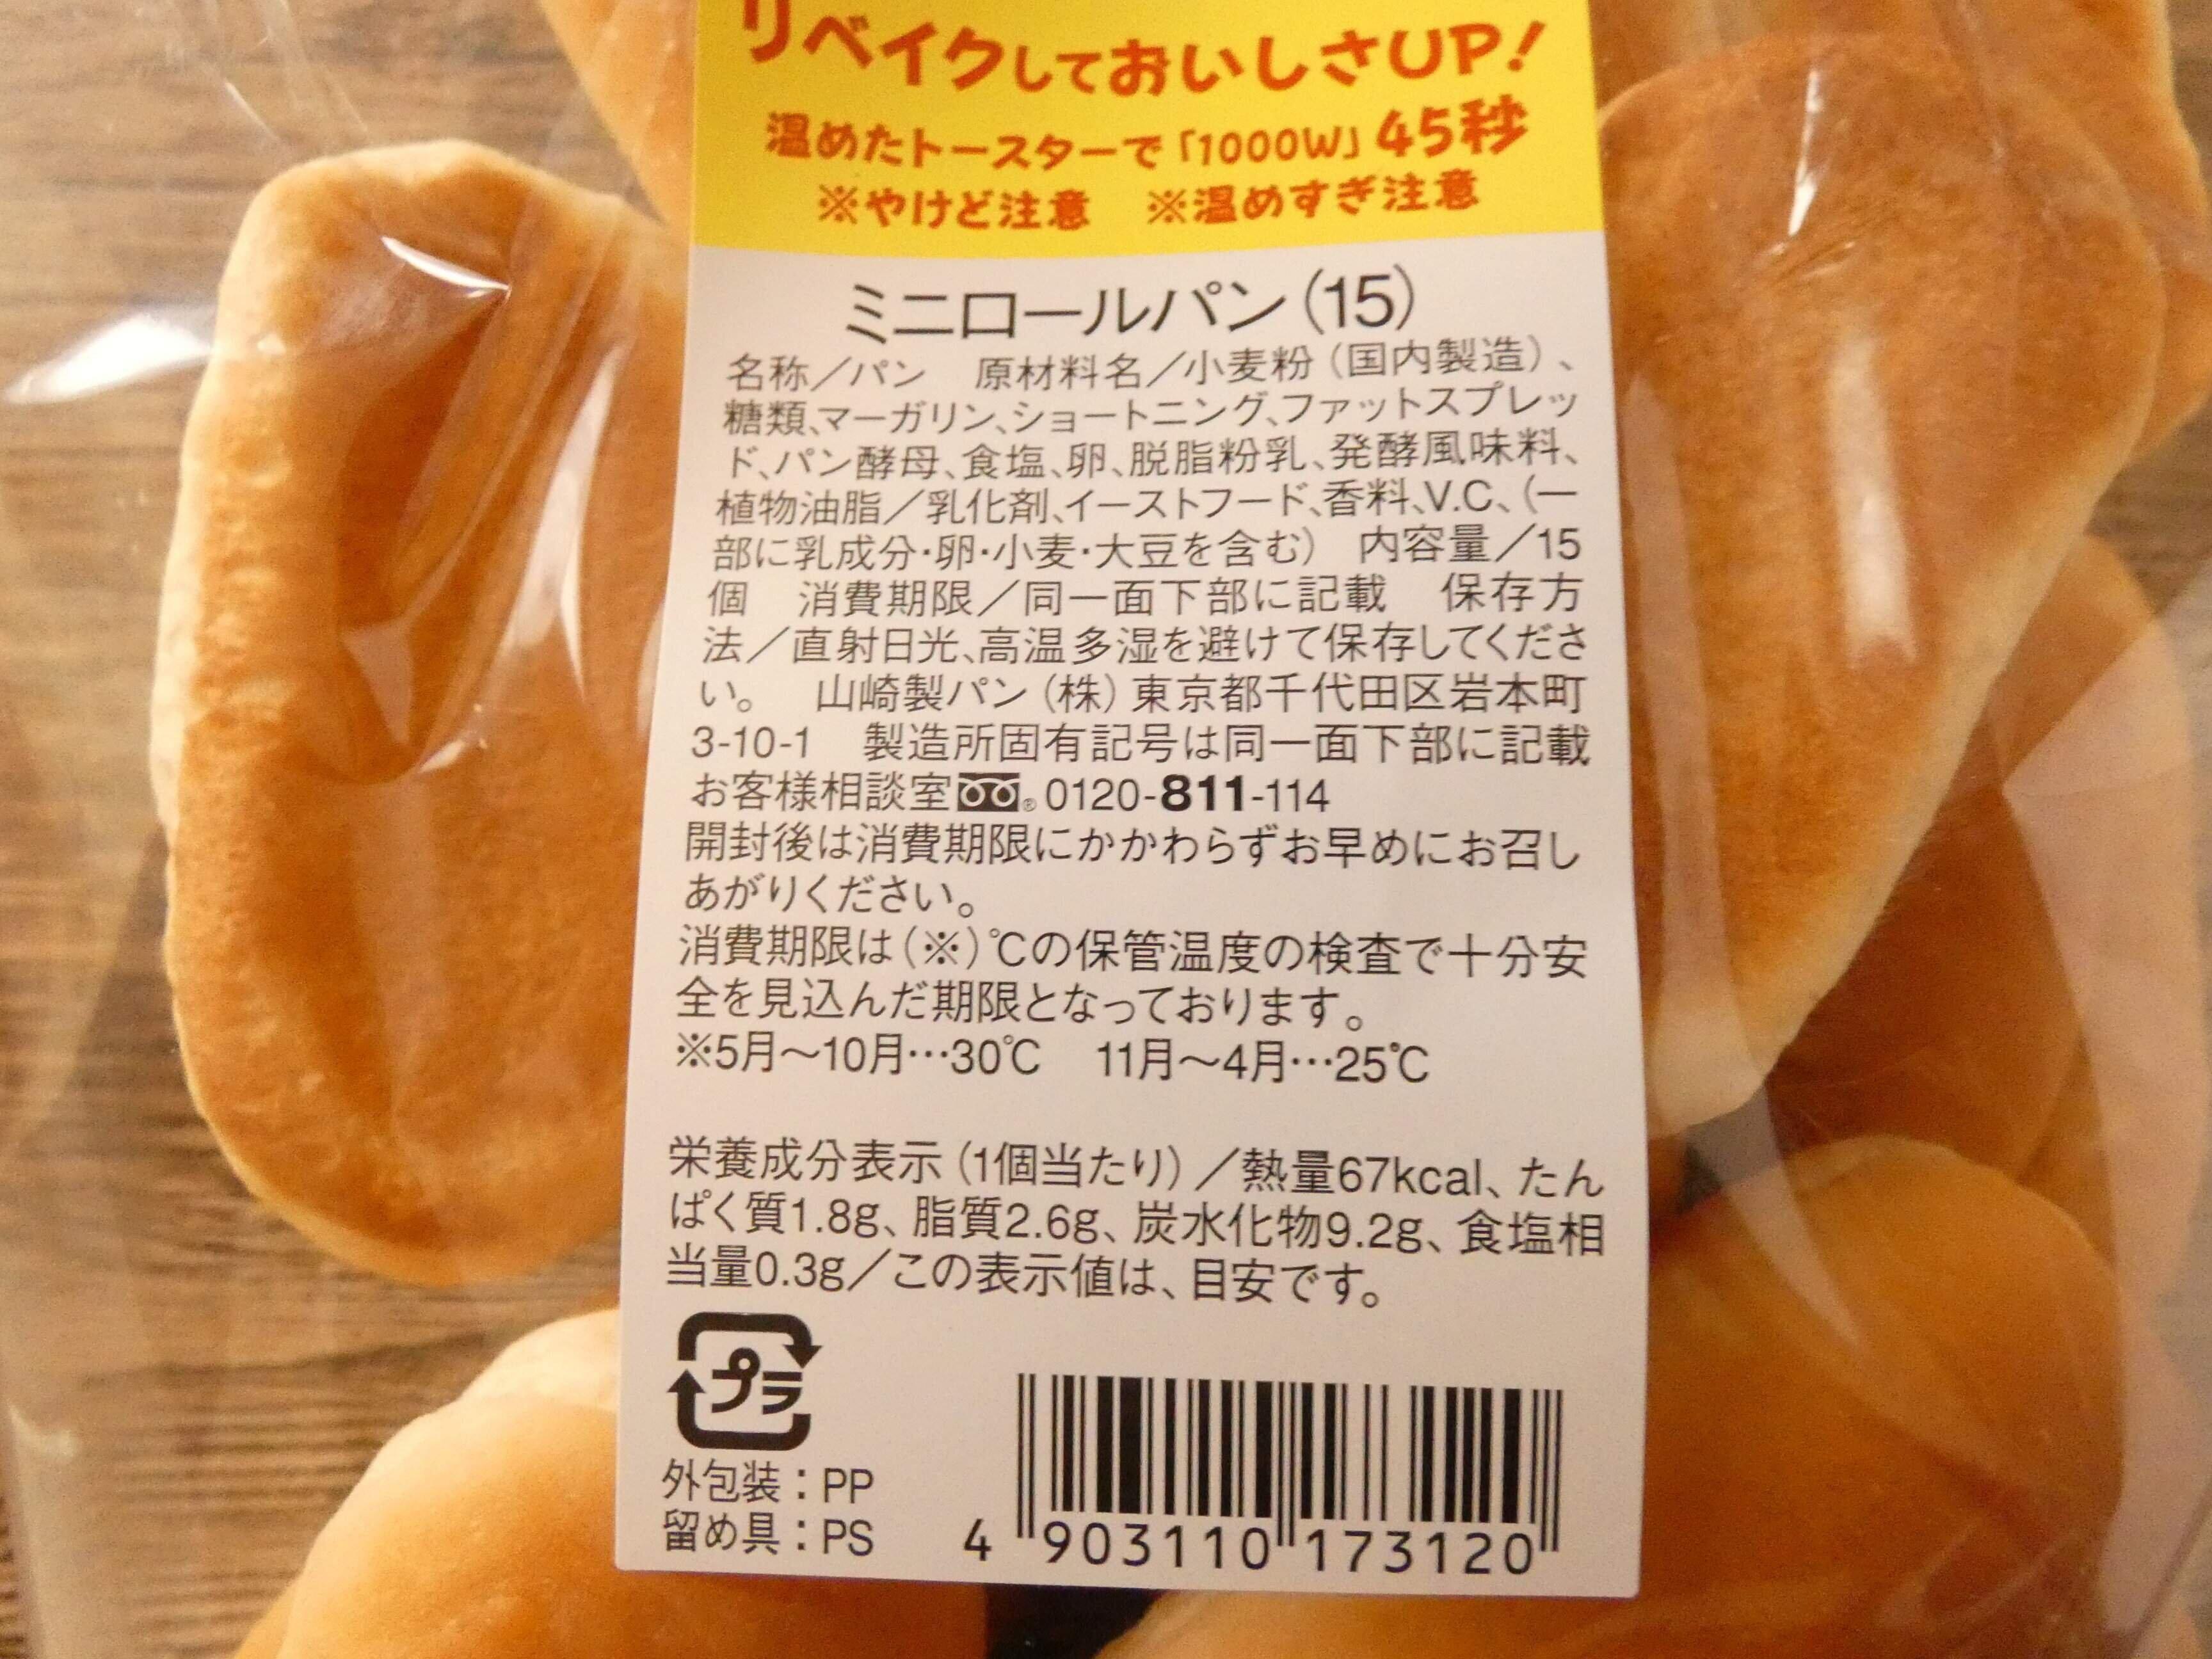 リベイクしておいしさUP!
温めたトースターで「1000W」45秒
※やけど注意　※温めすぎ注意
ミニロールパン(15)
名称／パン　原材料名／小麦粉（国内製造）、
糖類、マーガリン、ショートニング、ファットスプレッ
ド、パン酵母、食塩、卵、脱脂粉乳、発酵風味料、
植物油脂／乳化剤、イーストフード、香料、V.C、（一
部に乳成分・卵・小麦・大豆を含む）　内容量／15
個　消費期限／同一面下部に記載　保存方
法／直射日光、高温多湿を避けて保存してくださ
い。　山崎製パン（株）東京都千代田区岩本町
3-10-1　製造所固有記号は同一面下部に記載
お客様相談室 ® 0120-811-114
開封後は消費期限にかかわらずお早めにお召し
あがりください。
消費期限は（※）℃の保管温度の検査で十分安
全を見込んだ期限となっております。
※5月～10月…30℃　11月～4月…25℃
栄養成分表示（1個当たり）／熱量67kcal、たん
ぱく質1.8g、脂質2.6g、炭水化物9.2g、食塩相
当量0.3g／この表示値は、目安です。
プラ
外包装：PP
留め具：PS
4 903110 173120